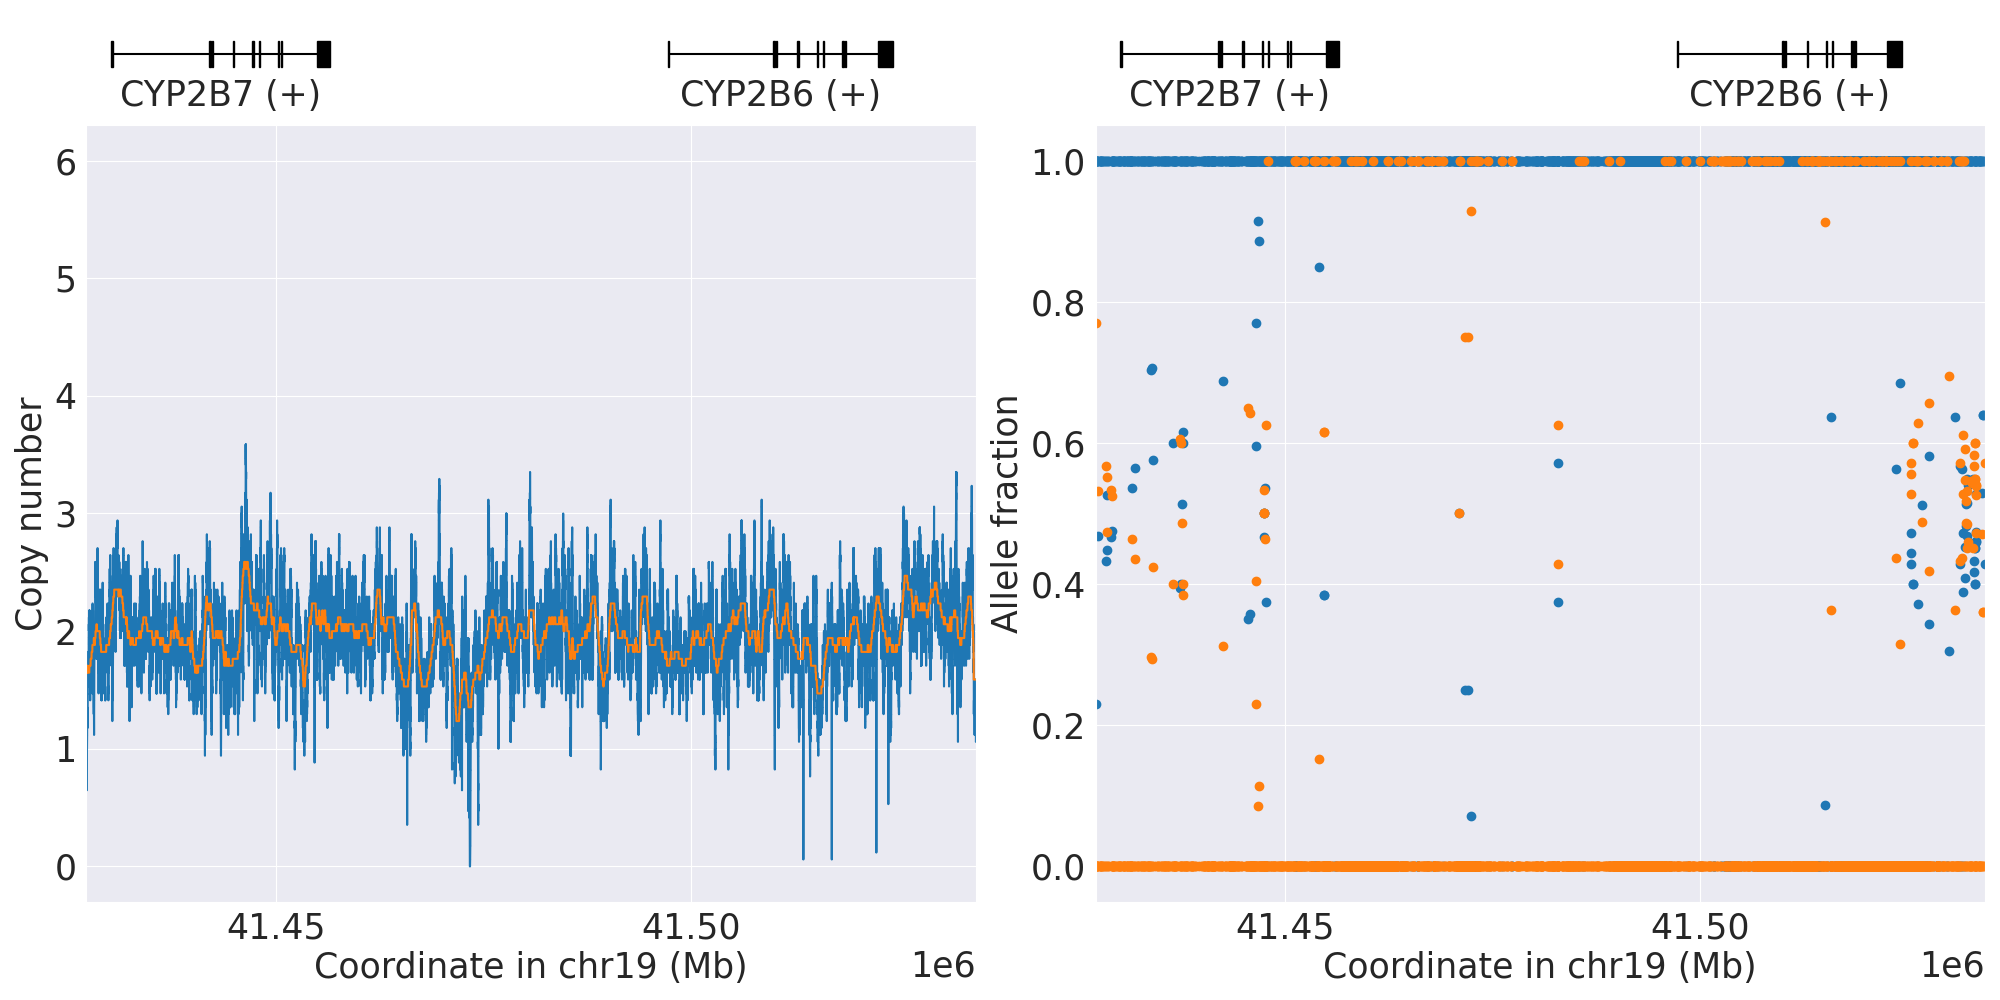 CYP2B7 (+) CYP2B6 (+)
6
5
4
3
2
1
0
Copy number
41.45 41.50
Coordinate in chr19 (Mb) 1e6
CYP2B7 (+) CYP2B6 (+)
1.0
0.8
0.6
0.4
0.2
0.0
Allele fraction
41.45 41.50
Coordinate in chr19 (Mb) 1e6